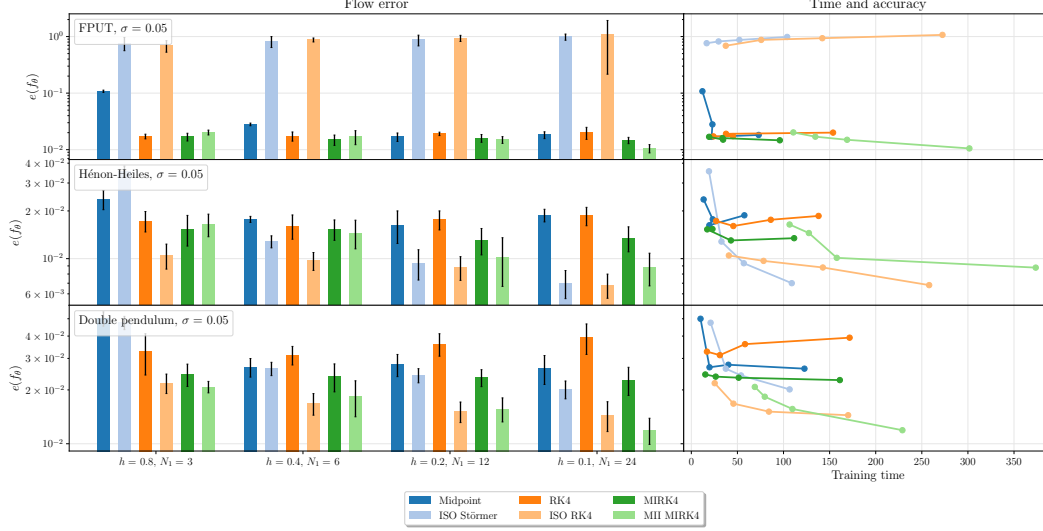 Flow error
Time and accuracy
FPUT, σ = 0.05
10⁰
10⁻¹
10⁻²
e(f_θ)
Hénon-Heiles, σ = 0.05
4 × 10⁻²
3 × 10⁻²
2 × 10⁻²
10⁻²
6 × 10⁻³
e(f_θ)
Double pendulum, σ = 0.05
4 × 10⁻²
3 × 10⁻²
2 × 10⁻²
10⁻²
e(f_θ)
h = 0.8, N₁ = 3
h = 0.4, N₁ = 6
h = 0.2, N₁ = 12
h = 0.1, N₁ = 24
0 50 100 150 200 250 300 350
Training time
Midpoint RK4 MIRK4
ISO Störmer ISO RK4 MII MIRK4